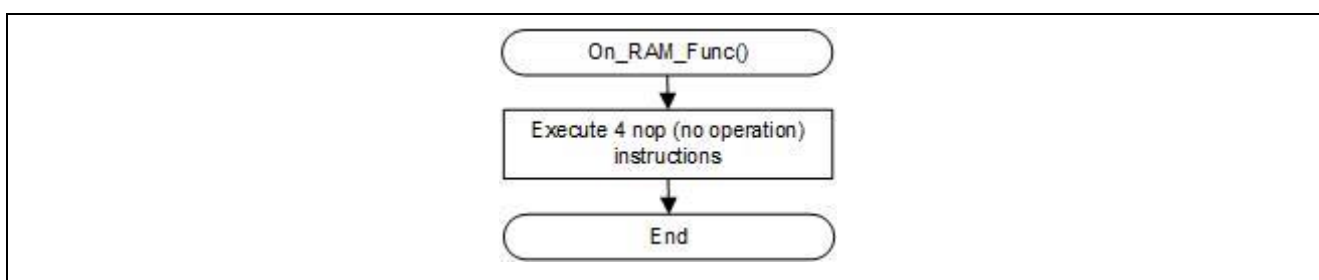 On_RAM_Func()
Execute 4 nop (no operation)
instructions
End